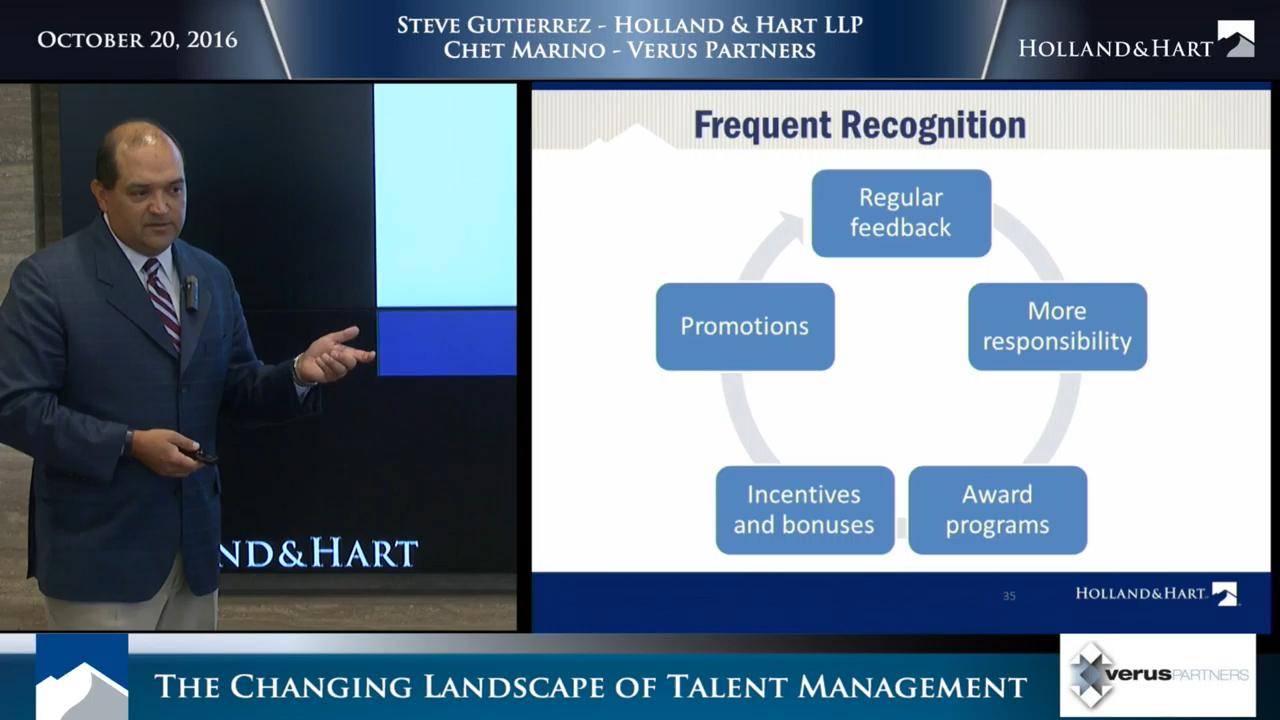 OCTOBER 20, 2016
STEVE GUTIERREZ - HOLLAND & HART LLP
CHET MARINO - VERUS PARTNERS
HOLLAND&HART
Frequent Recognition
Regular
feedback
More
responsibility
Award
programs
Incentives
and bonuses
Promotions
ND&HART
35
HOLLAND&HART
THE CHANGING LANDSCAPE OF TALENT MANAGEMENT
verusPARTNERS